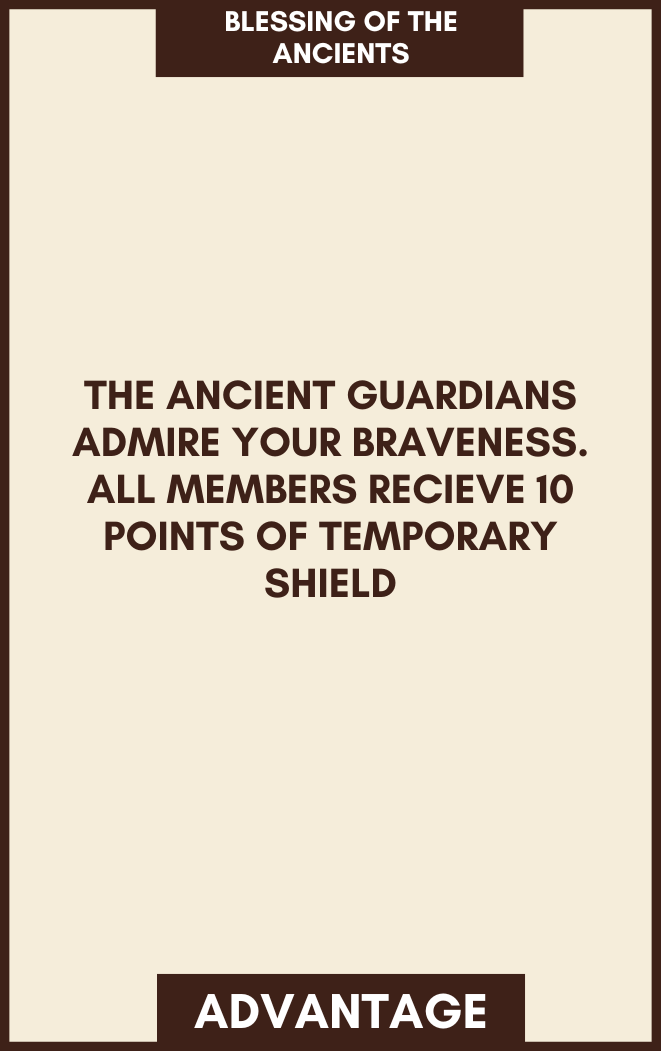 BLESSING OF THE
ANCIENTS
THE ANCIENT GUARDIANS
ADMIRE YOUR BRAVENESS.
ALL MEMBERS RECIEVE 10
POINTS OF TEMPORARY
SHIELD
ADVANTAGE